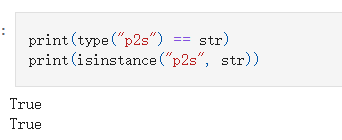 :
print(type("p2s") == str)
print(isinstance("p2s", str))
True
True